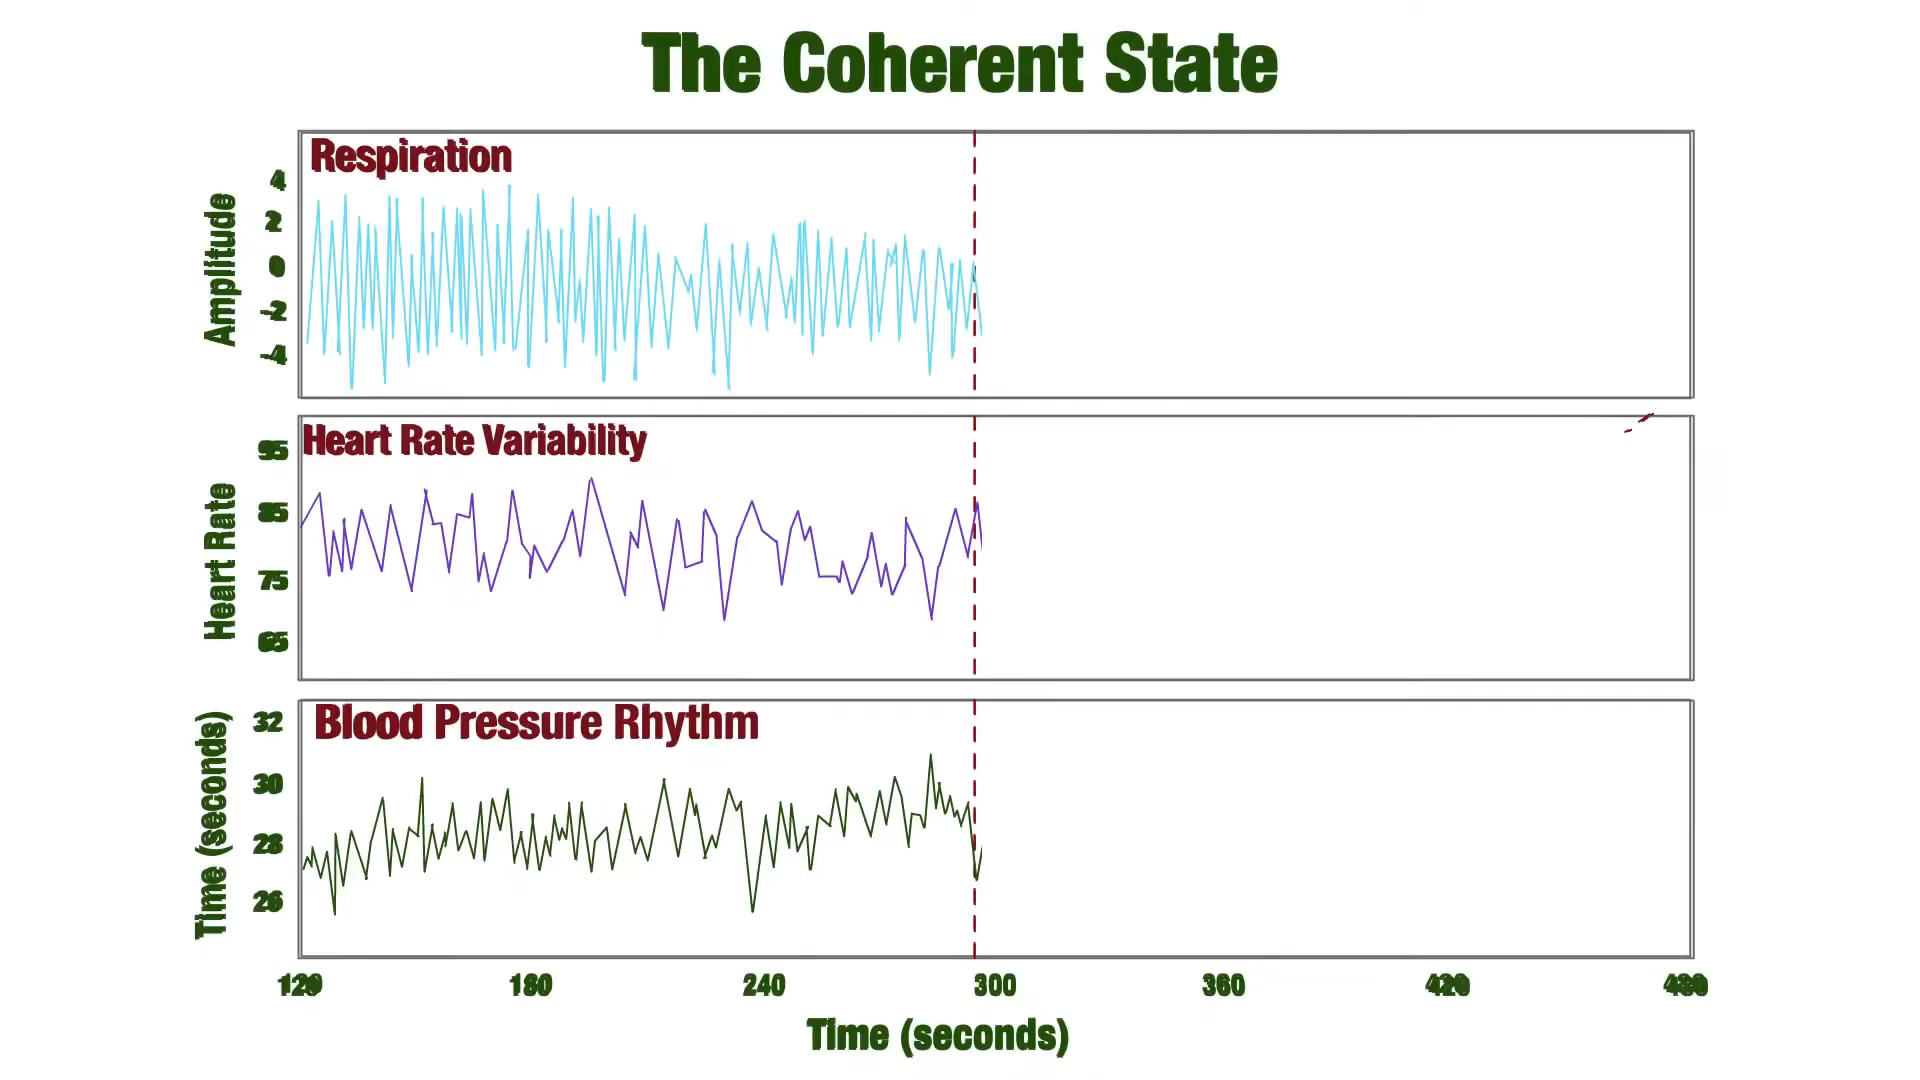 The Coherent State
Respiration
Amplitude
4
2
0
-2
-4
Heart Rate Variability
Heart Rate
95
85
75
65
Blood Pressure Rhythm
Time (seconds)
32
30
28
26
120 180 240 300 360 420 480
Time (seconds)